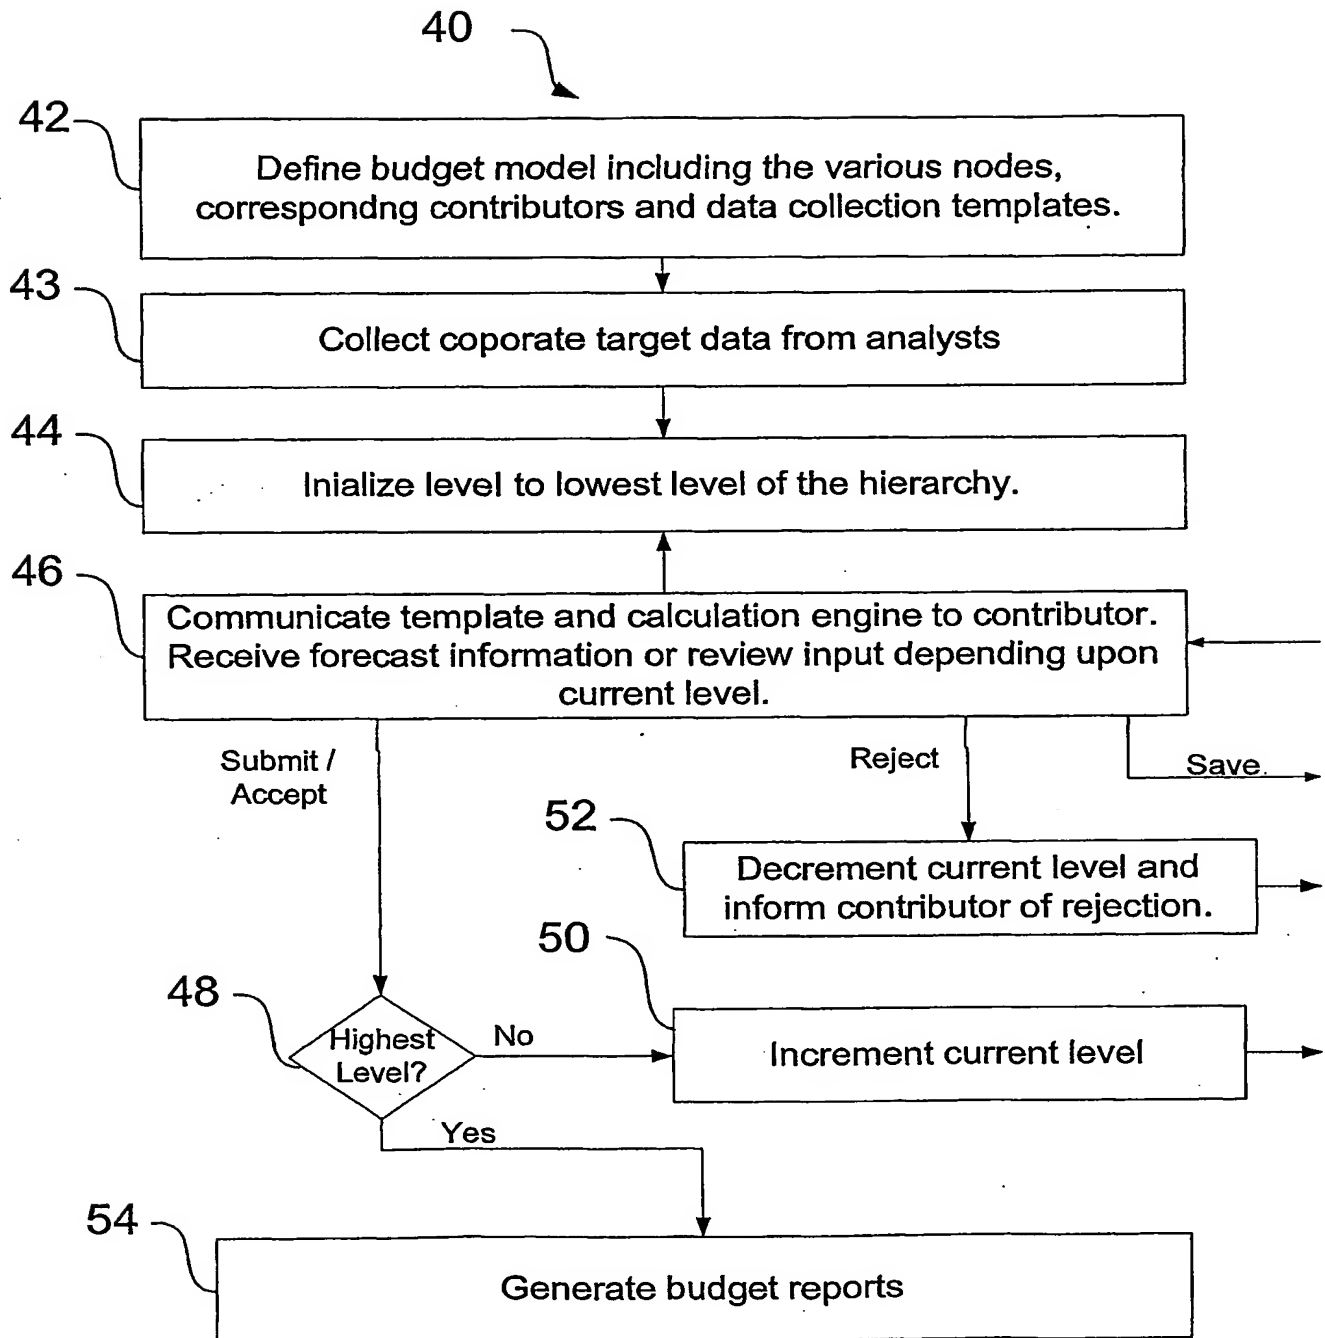 40
42
Define budget model including the various nodes,
correspondng contributors and data collection templates.
43
Collect coporate target data from analysts
44
Inialize level to lowest level of the hierarchy.
46
Communicate template and calculation engine to contributor.
Receive forecast information or review input depending upon
current level.
Submit /
Accept
Reject
Save
52
Decrement current level and
inform contributor of rejection.
50
48
Highest
Level?
No
Increment current level
Yes
54
Generate budget reports